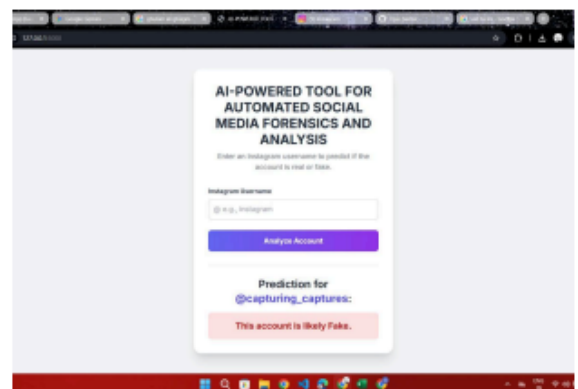 AI-POWERED TOOL FOR
AUTOMATED SOCIAL
MEDIA FORENSICS AND
ANALYSIS
Enter an Instagram username to predict if the
account is real or fake.
Instagram Username
@ e.g., instagram
Analyze Account
Prediction for
@capturing_captures:
This account is likely Fake.